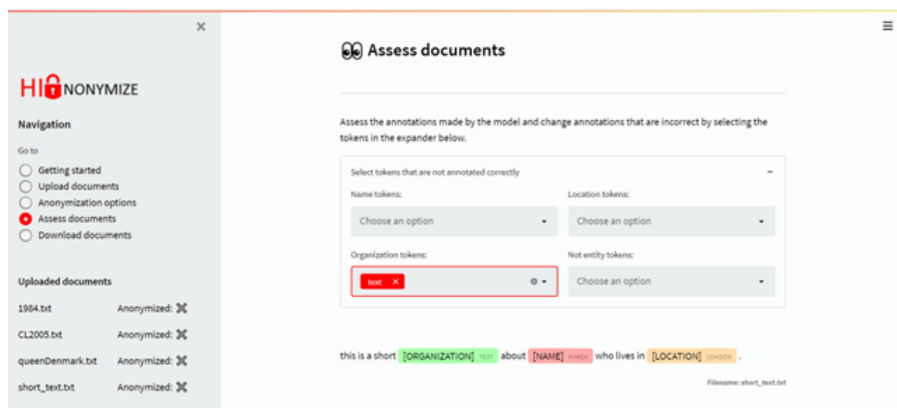 ×
☰
Assess documents
HI NONYMIZE
Assess the annotations made by the model and change annotations that are incorrect by selecting the
tokens in the expander below.
Navigation
Go to
Getting started
Upload documents
Anonymization options
Assess documents
Download documents
Select tokens that are not annotated correctly
Name tokens: Location tokens:
Choose an option Choose an option
Organization tokens: Not entity tokens:
text × Choose an option
Uploaded documents
1984.txt Anonymized: ✖
CL2005.txt Anonymized: ✖
queenDenmark.txt Anonymized: ✖
short_text.txt Anonymized: ✖
this is a short [ORGANIZATION] TEXT about [NAME] KAREN who lives in [LOCATION] LONDON .
Filename: short_text.txt